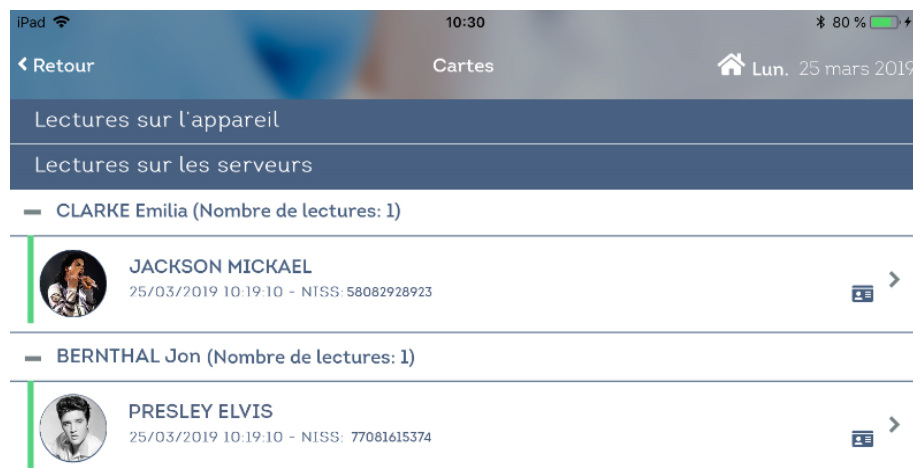 iPad 10:30 80 %
Retour Cartes Lun. 25 mars 2019
Lectures sur l'appareil
Lectures sur les serveurs
CLARKE Emilia (Nombre de lectures: 1)
JACKSON MICKAEL
25/03/2019 10:19:10 - NISS: 58082928923
BERNTHAL Jon (Nombre de lectures: 1)
PRESLEY ELVIS
25/03/2019 10:19:10 - NISS: 77081615374